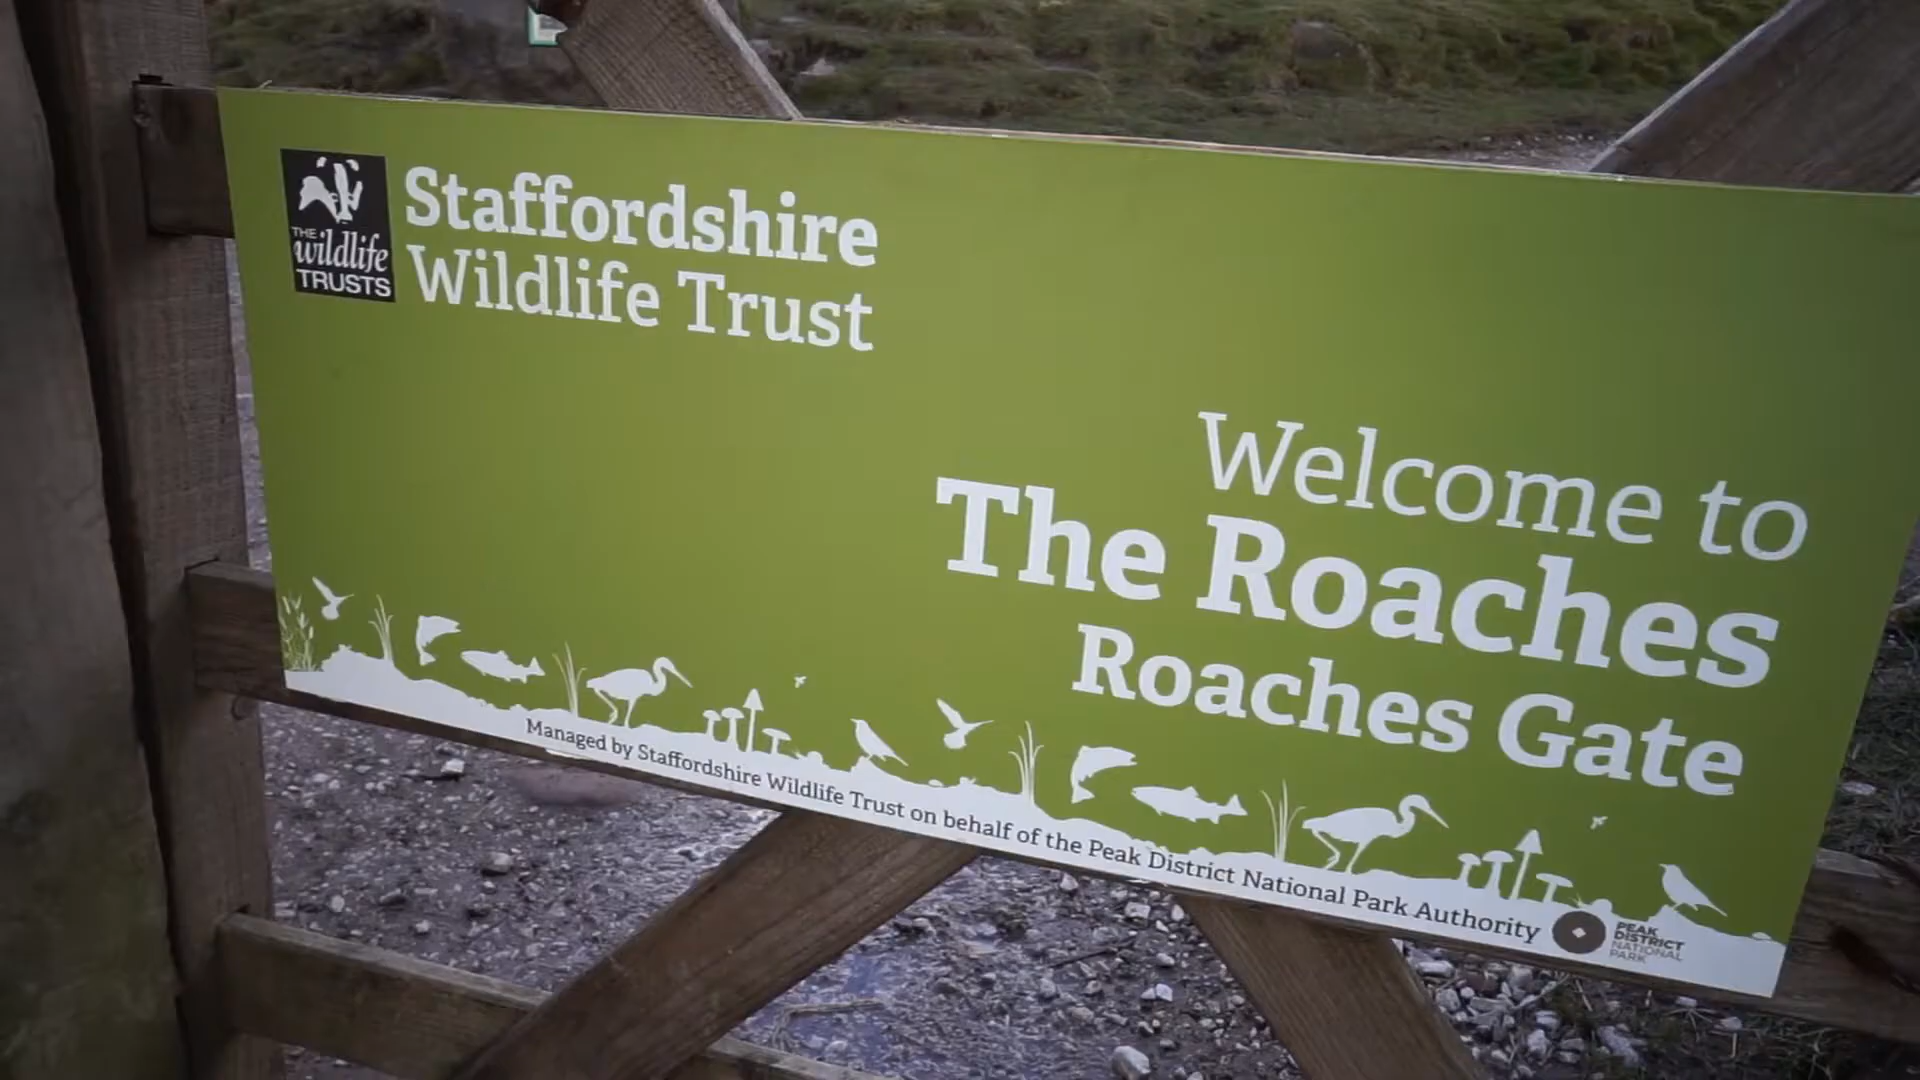 THE
wildlife
TRUSTS
Staffordshire
Wildlife Trust
Welcome to
The Roaches
Roaches Gate
Managed by Staffordshire Wildlife Trust on behalf of the Peak District National Park Authority
PEAK
DISTRICT
NATIONAL
PARK